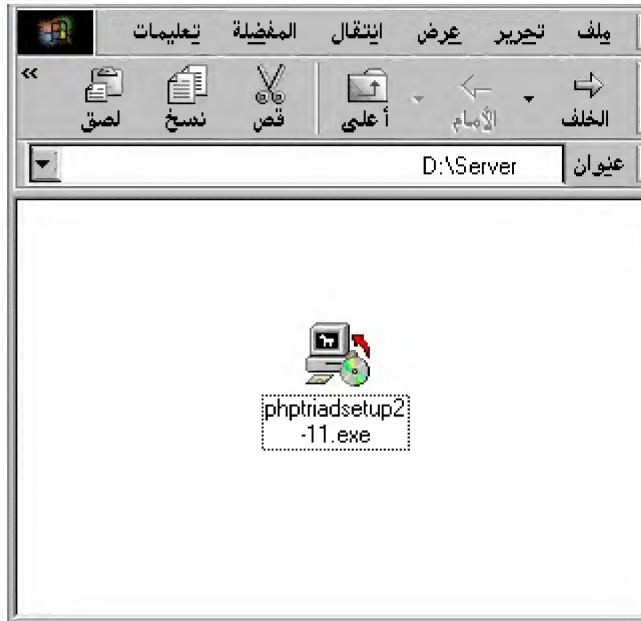 ملف تحرير عرض انتقال المفضلة تعليمات
الخلف الأمام أعلى قص نسخ لصق »
عنوان D:\Server
phptriadsetup2
-11.exe